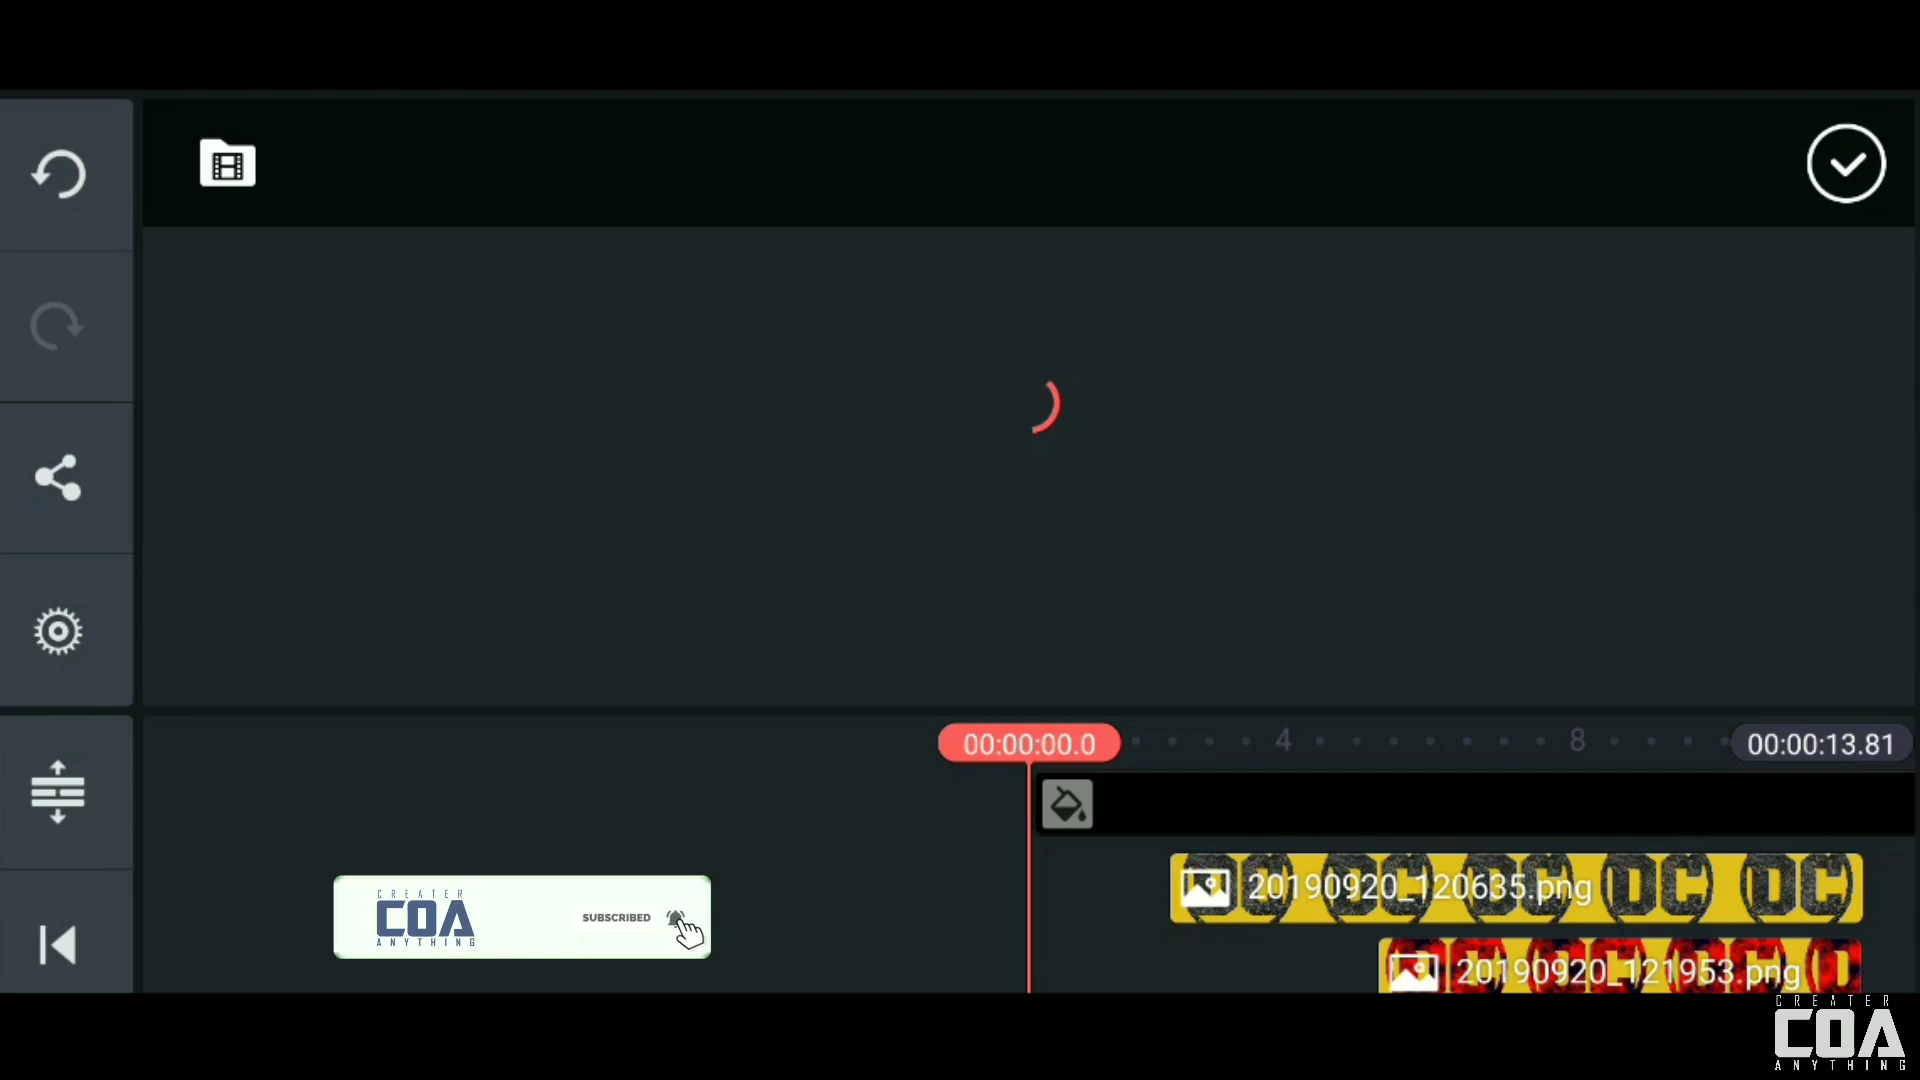 00:00:00.0
4
8
00:00:13.81
20190920_120635.png
20190920_121953.png
CREATER
COA
ANYTHING
SUBSCRIBED
CREATER
COA
ANYTHING